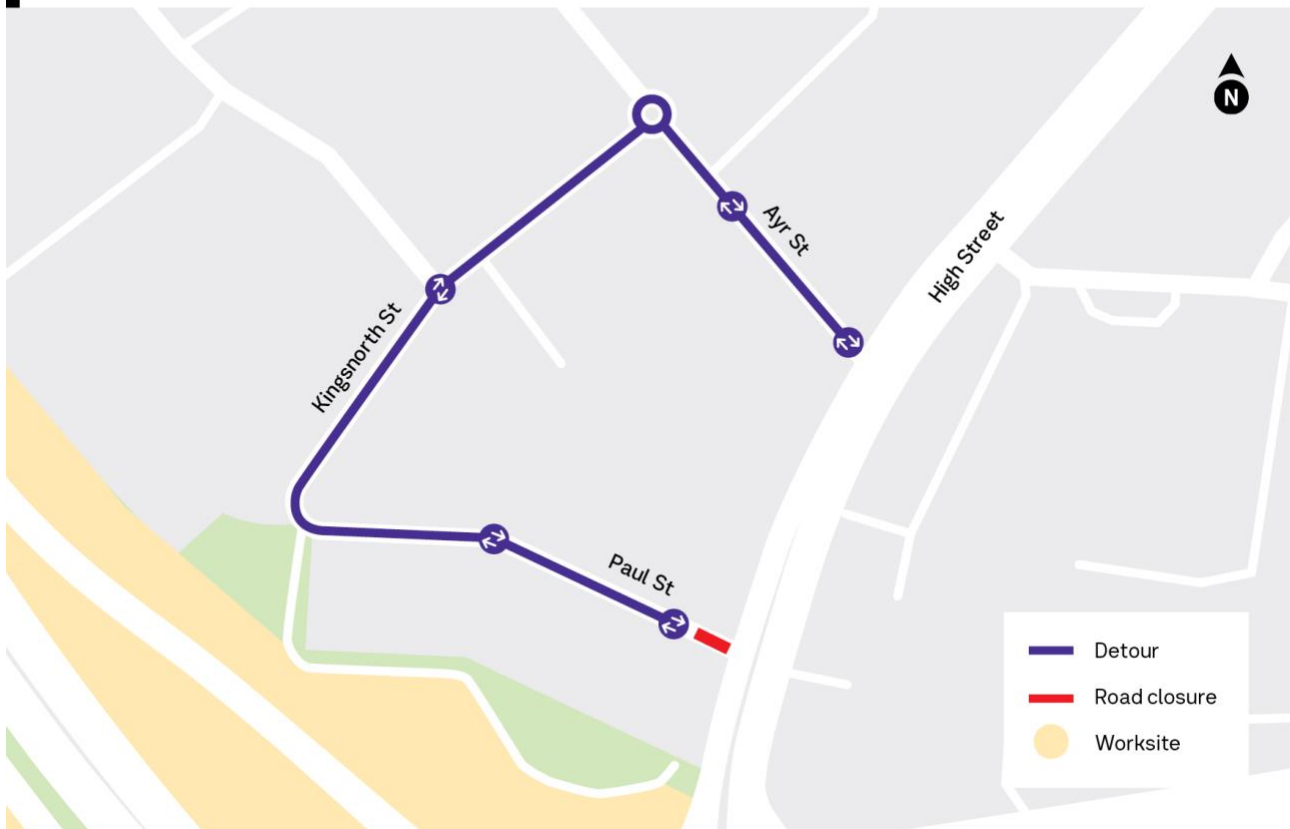 N
Ayr St
High Street
Kingsnorth St
Paul St
Detour
Road closure
Worksite